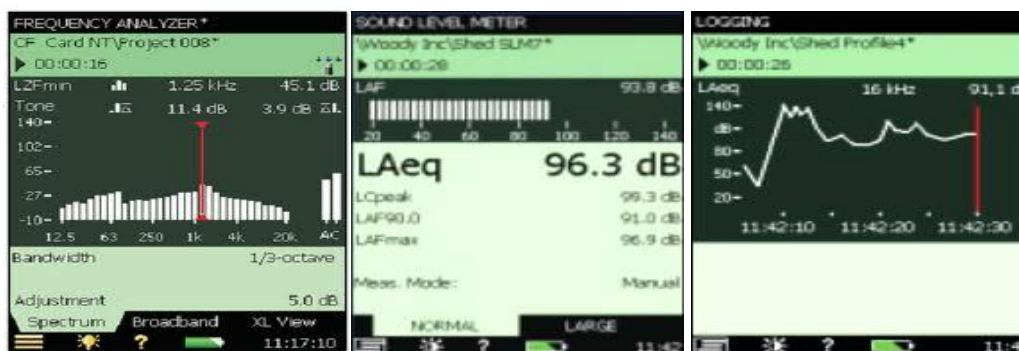 FREQUENCY ANALYZER*
CF Card NT\Project 008*
00:00:16
LZFmin 1.25 kHz 45.1 dB
Tone 11.4 dB 3.9 dB
140
102
65
27
-10
12.5 63 250 1k 4k 20k AC
Bandwidth 1/3-octave
Adjustment 5.0 dB
Spectrum Broadband XL View
? 11:17:10
SOUND LEVEL METER
\Woody Inc\Shed SLM7*
00:00:28
LAF 93.8 dB
20 40 60 80 100 120 140
LAeq 96.3 dB
LCpeak 99.3 dB
LAF90.0 91.0 dB
LAFmax 96.9 dB
Meas. Mode: Manual
NORMAL LARGE
? 11:42
LOGGING
\Woody Inc\Shed Profile4*
00:00:26
LAeq 16 kHz 91,1 d
140
dB
80
50
20
11:42:10 11:42:20 11:42:30
? 11:4